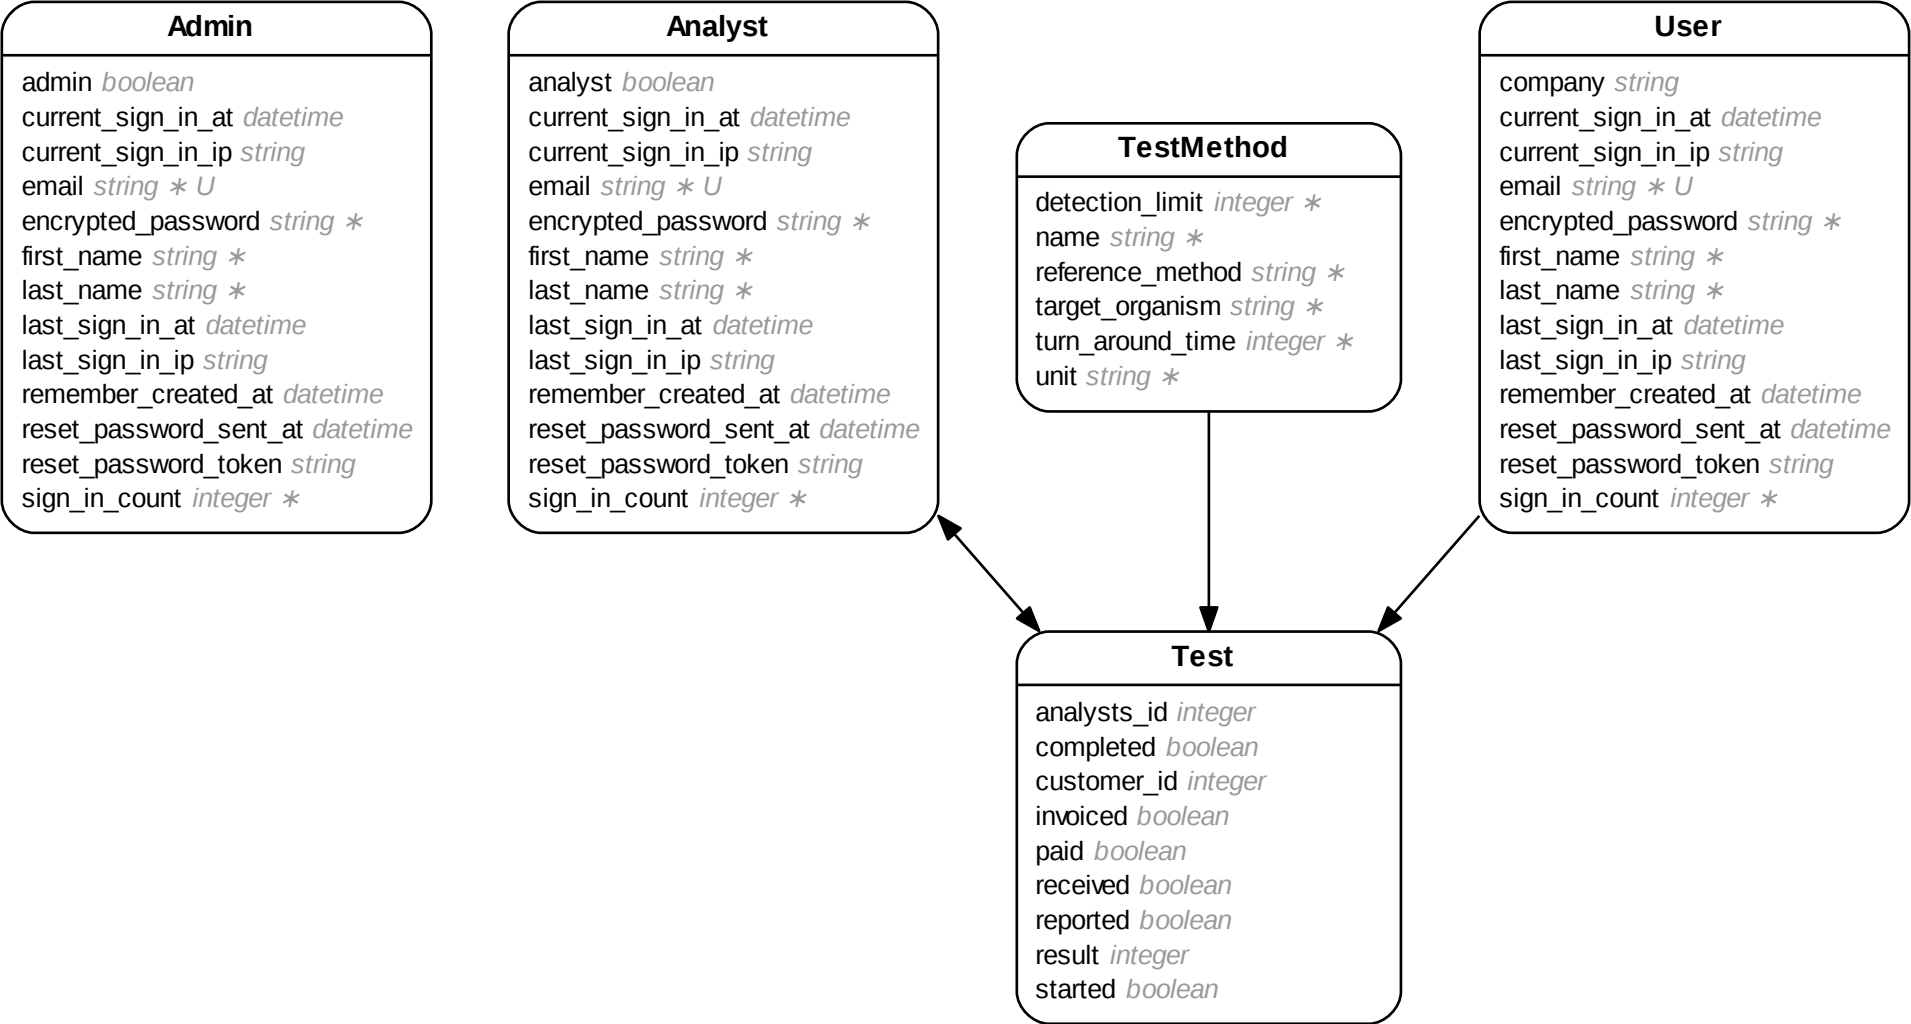 Admin
admin boolean
current_sign_in_at datetime
current_sign_in_ip string
email string ∗ U
encrypted_password string ∗
first_name string ∗
last_name string ∗
last_sign_in_at datetime
last_sign_in_ip string
remember_created_at datetime
reset_password_sent_at datetime
reset_password_token string
sign_in_count integer ∗
Analyst
analyst boolean
current_sign_in_at datetime
current_sign_in_ip string
email string ∗ U
encrypted_password string ∗
first_name string ∗
last_name string ∗
last_sign_in_at datetime
last_sign_in_ip string
remember_created_at datetime
reset_password_sent_at datetime
reset_password_token string
sign_in_count integer ∗
TestMethod
detection_limit integer ∗
name string ∗
reference_method string ∗
target_organism string ∗
turn_around_time integer ∗
unit string ∗
User
company string
current_sign_in_at datetime
current_sign_in_ip string
email string ∗ U
encrypted_password string ∗
first_name string ∗
last_name string ∗
last_sign_in_at datetime
last_sign_in_ip string
remember_created_at datetime
reset_password_sent_at datetime
reset_password_token string
sign_in_count integer ∗
Test
analysts_id integer
completed boolean
customer_id integer
invoiced boolean
paid boolean
received boolean
reported boolean
result integer
started boolean